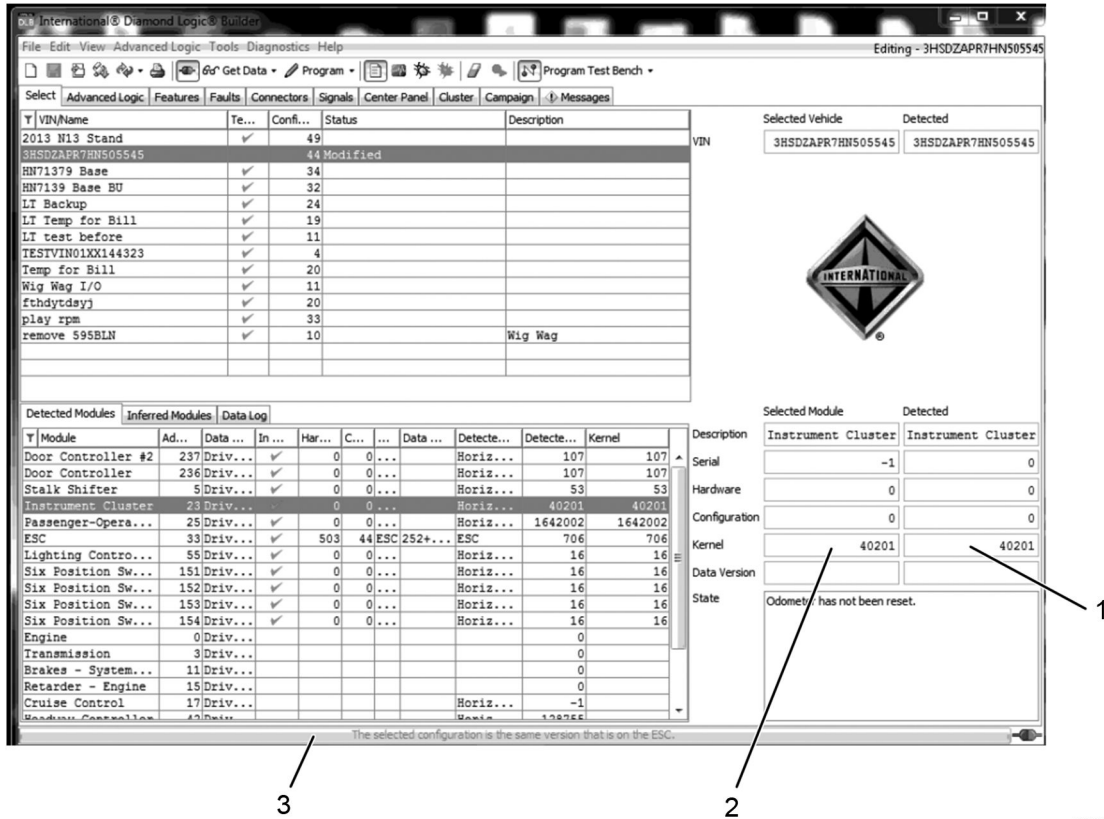 International® Diamond Logic® Builder
File Edit View Advanced Logic Tools Diagnostics Help
Editing - 3HSDZAPR7HN505545
Get Data Program Program Test Bench
Select Advanced Logic Features Faults Connectors Signals Center Panel Cluster Campaign Messages
VIN/Name Te... Confi... Status Description
2013 N13 Stand 49
3HSDZAPR7HN505545 44 Modified
HN71379 Base 34
HN7139 Base BU 32
LT Backup 24
LT Temp for Bill 19
LT test before 11
TESTVIN01XX144323 4
Temp for Bill 20
Wig Wag I/O 11
fthdytdsyj 20
play rpm 33
remove 595BLN 10 Wig Wag
Selected Vehicle Detected
VIN 3HSDZAPR7HN505545 3HSDZAPR7HN505545
INTERNATIONAL
®
Detected Modules Inferred Modules Data Log
Module Ad... Data ... In ... Har... C... ... Data ... Detecte... Detecte... Kernel
Door Controller #2 237 Driv... 0 0 ... Horiz... 107 107
Door Controller 236 Driv... 0 0 ... Horiz... 107 107
Stalk Shifter 5 Driv... 0 0 ... Horiz... 53 53
Instrument Cluster 23 Driv... 0 0 ... Horiz... 40201 40201
Passenger-Opera... 25 Driv... 0 0 ... Horiz... 1642002 1642002
ESC 33 Driv... 503 44 ESC 252+... ESC 706 706
Lighting Contro... 55 Driv... 0 0 ... Horiz... 16 16
Six Position Sw... 151 Driv... 0 0 ... Horiz... 16 16
Six Position Sw... 152 Driv... 0 0 ... Horiz... 16 16
Six Position Sw... 153 Driv... 0 0 ... Horiz... 16 16
Six Position Sw... 154 Driv... 0 0 ... Horiz... 16 16
Engine 0 Driv... 0
Transmission 3 Driv... 0
Brakes - System... 11 Driv... 0
Retarder - Engine 15 Driv... 0
Cruise Control 17 Driv... Horiz... -1
Selected Module Detected
Description Instrument Cluster Instrument Cluster
Serial -1 0
Hardware 0 0
Configuration 0 0
Kernel 40201 40201
Data Version
State Odometer has not been reset.
The selected configuration is the same version that is on the ESC.
1
2
3